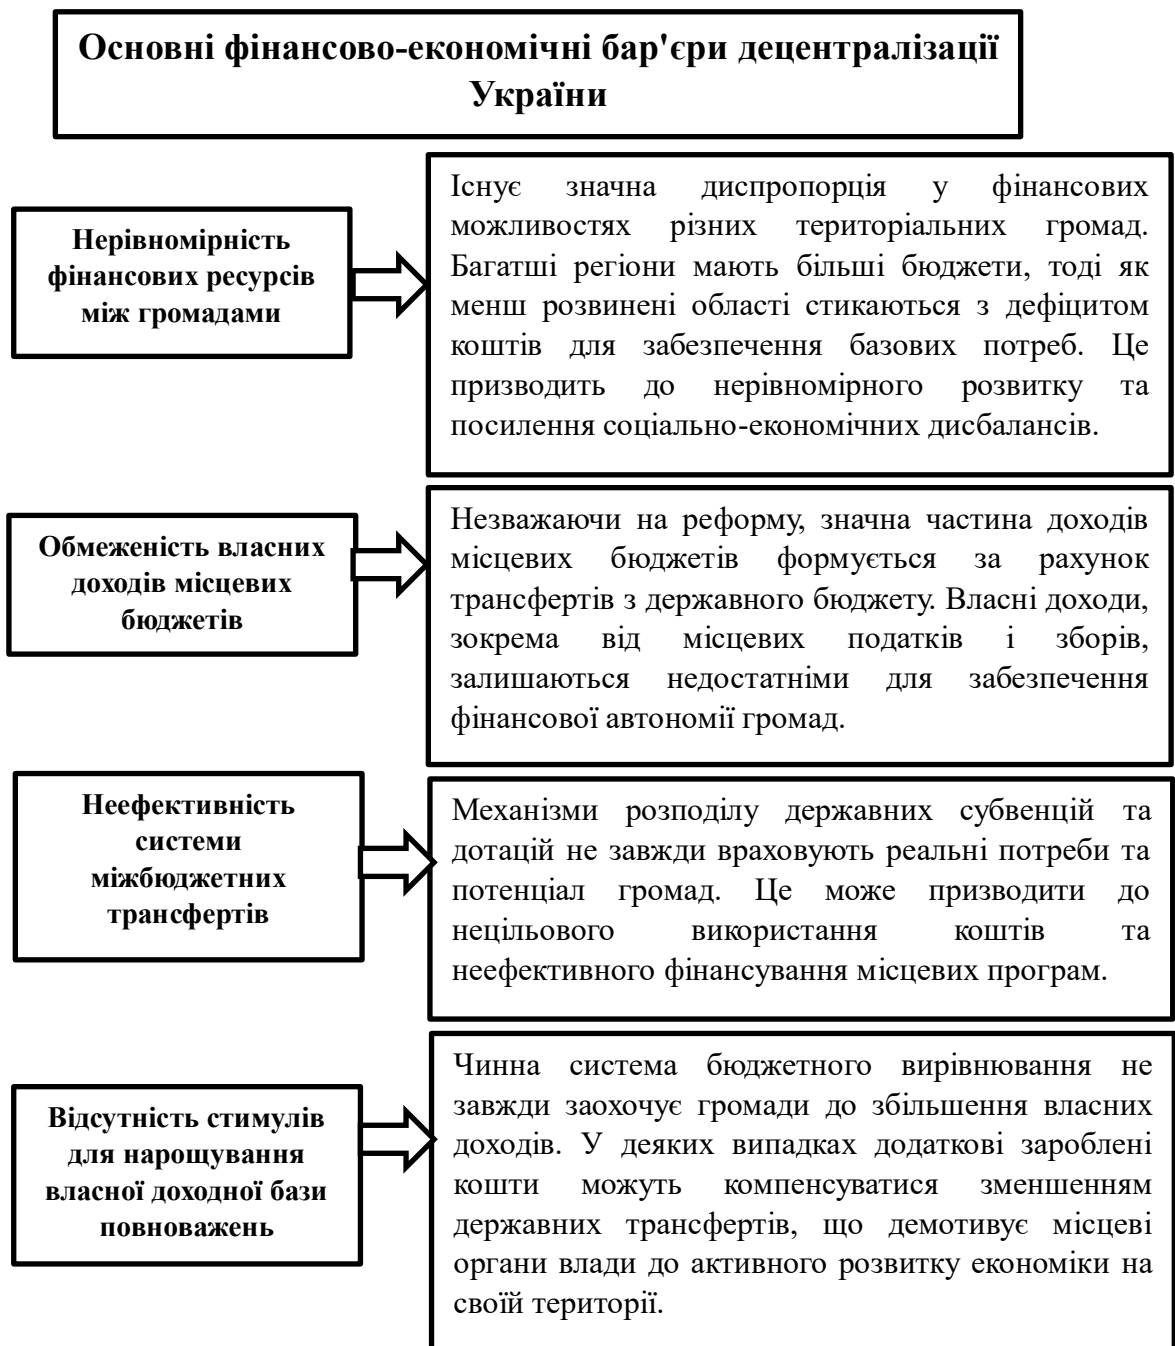 Основні фінансово-економічні бар'єри децентралізації
України
Нерівномірність
фінансових ресурсів
між громадами
Існує значна диспропорція у фінансових
можливостях різних територіальних громад.
Багатші регіони мають більші бюджети, тоді як
менш розвинені області стикаються з дефіцитом
коштів для забезпечення базових потреб. Це
призводить до нерівномірного розвитку та
посилення соціально-економічних дисбалансів.
Обмеженість власних
доходів місцевих
бюджетів
Незважаючи на реформу, значна частина доходів
місцевих бюджетів формується за рахунок
трансфертів з державного бюджету. Власні доходи,
зокрема від місцевих податків і зборів,
залишаються недостатніми для забезпечення
фінансової автономії громад.
Неефективність
системи
міжбюджетних
трансфертів
Механізми розподілу державних субвенцій та
дотацій не завжди враховують реальні потреби та
потенціал громад. Це може призводити до
нецільового використання коштів та
неефективного фінансування місцевих програм.
Відсутність стимулів
для нарощування
власної доходної бази
повноважень
Чинна система бюджетного вирівнювання не
завжди заохочує громади до збільшення власних
доходів. У деяких випадках додаткові зароблені
кошти можуть компенсуватися зменшенням
державних трансфертів, що демотивує місцеві
органи влади до активного розвитку економіки на
своїй території.